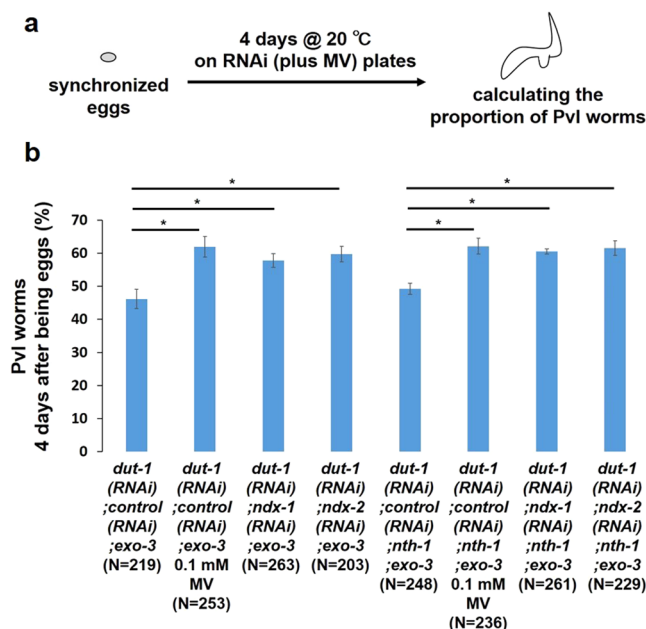 a
4 days @ 20 ℃
on RNAi (plus MV) plates
synchronized
eggs
calculating the
proportion of Pvl worms
b
Pvl worms
4 days after being eggs (%)
70
60
50
40
30
20
10
0
*
*
*
*
*
*
dut-1
(RNAi)
;control
(RNAi)
;exo-3
(N=219)
dut-1
(RNAi)
;control
(RNAi)
;exo-3
0.1 mM
MV
(N=253)
dut-1
(RNAi)
;ndx-1
(RNAi)
;exo-3
(N=263)
dut-1
(RNAi)
;ndx-2
(RNAi)
;exo-3
(N=203)
dut-1
(RNAi)
;control
(RNAi)
;nth-1
;exo-3
(N=248)
dut-1
(RNAi)
;control
(RNAi)
;nth-1
;exo-3
0.1 mM
MV
(N=236)
dut-1
(RNAi)
;ndx-1
(RNAi)
;nth-1
;exo-3
(N=261)
dut-1
(RNAi)
;ndx-2
(RNAi)
;nth-1
;exo-3
(N=229)